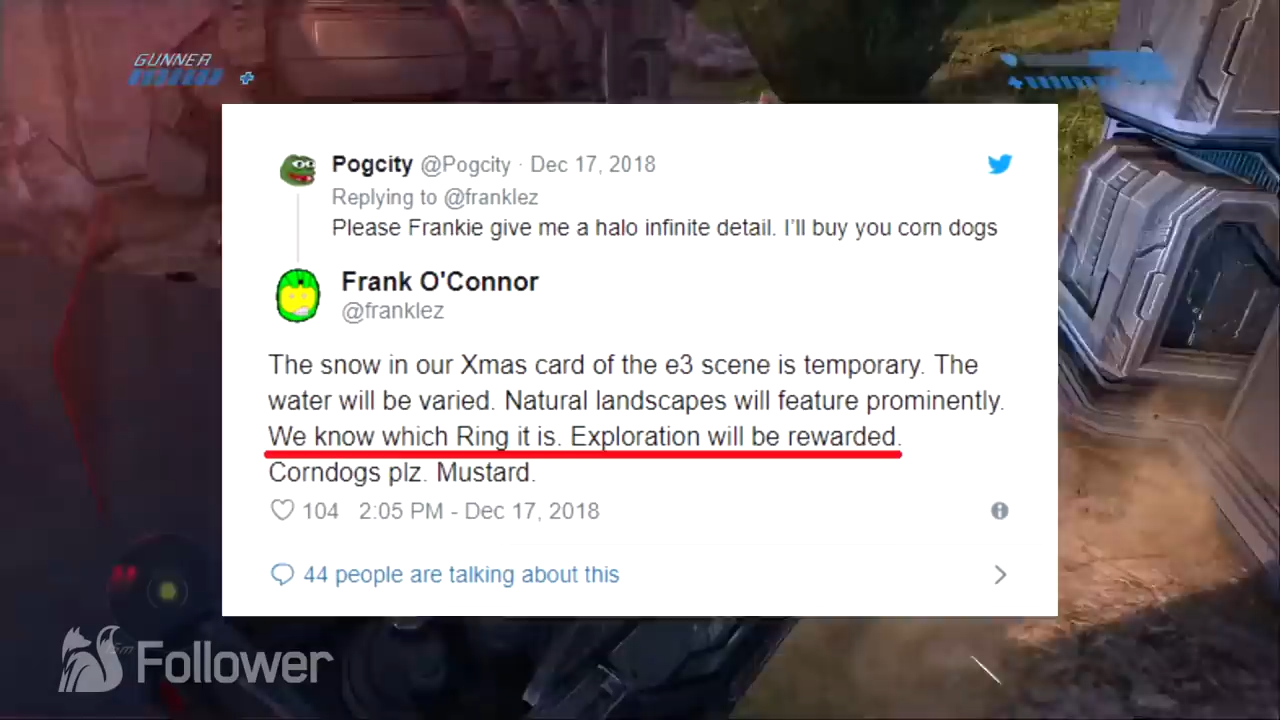 GUNNER
Pogcity @Pogcity · Dec 17, 2018
Replying to @franklez
Please Frankie give me a halo infinite detail. I'll buy you corn dogs
Frank O'Connor
@franklez
The snow in our Xmas card of the e3 scene is temporary. The
water will be varied. Natural landscapes will feature prominently.
We know which Ring it is. Exploration will be rewarded.
Corndogs plz. Mustard.
104 2:05 PM - Dec 17, 2018
44 people are talking about this
Follower